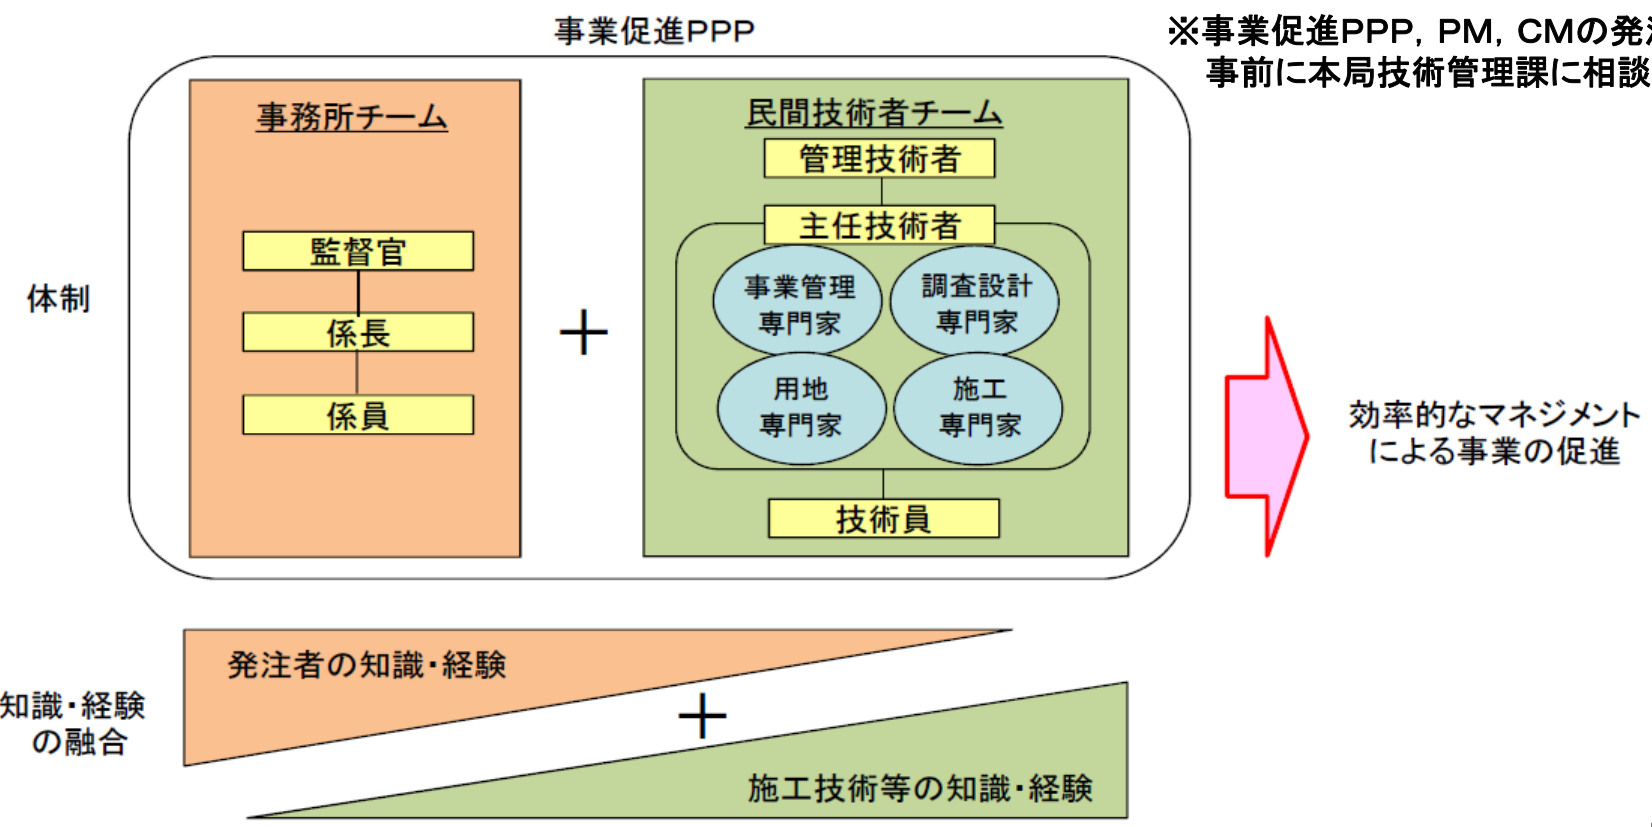 事業促進PPP
※事業促進PPP, PM, CMの発
事前に本局技術管理課に相談
事務所チーム
監督官
係長
係員
体制
＋
民間技術者チーム
管理技術者
主任技術者
事業管理
専門家
調査設計
専門家
用地
専門家
施工
専門家
技術員
効率的なマネジメント
による事業の促進
発注者の知識・経験
知識・経験
の融合
＋
施工技術等の知識・経験